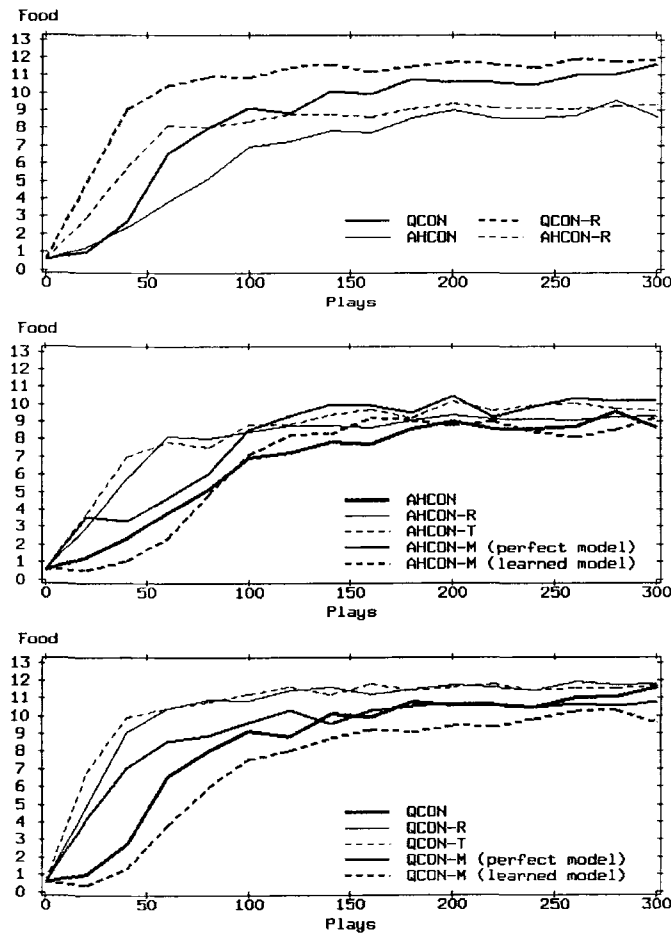 Food
13
12
11
10
9
8
7
6
5
4
3
2
1
0
QCON QCON-R
AHCON AHCON-R
0 50 100 150 200 250 300
Plays
Food
13
12
11
10
9
8
7
6
5
4
3
2
1
0
AHCON
AHCON-R
AHCON-T
AHCON-M (perfect model)
AHCON-M (learned model)
0 50 100 150 200 250 300
Plays
Food
13
12
11
10
9
8
7
6
5
4
3
2
1
0
QCON
QCON-R
QCON-T
QCON-M (perfect model)
QCON-M (learned model)
0 50 100 150 200 250 300
Plays